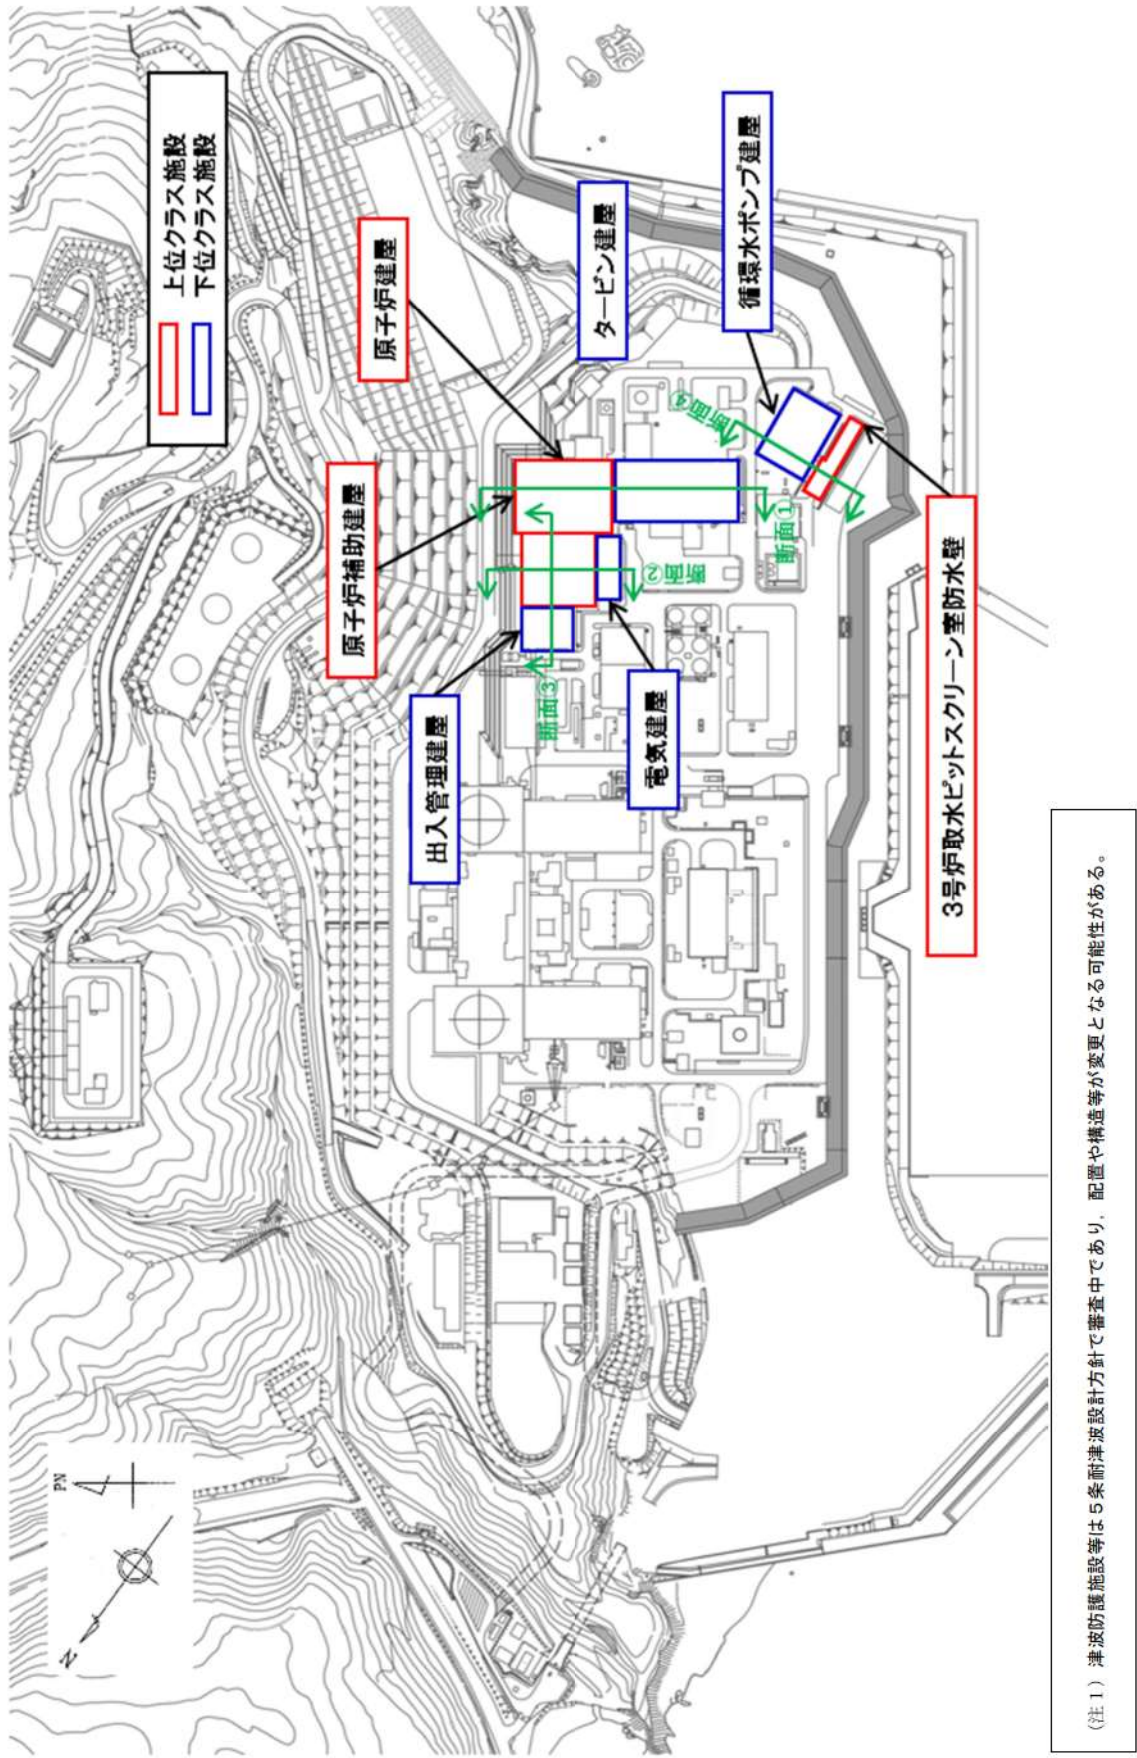 上位クラス施設
下位クラス施設
原子炉建屋
タービン建屋
循環水ポンプ建屋
原子炉補助建屋
出入管理建屋
電気建屋
3号炉取水ピットスクリーン室防水壁
断面①
断面②
断面③
断面④
PN
N
(注1) 津波防護施設等は5条耐津波設計方針で審査中であり，配置や構造等が変更となる可能性がある。